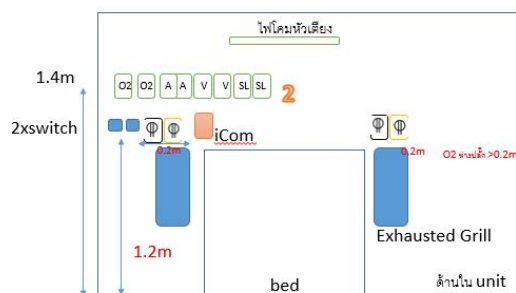 ไฟโคมหัวเตียง
1.4m
O2 O2 A A V V SL SL 2
2xswitch
iCom
0.2m
0.2m
O2 ห่างปลั๊ก >0.2m
1.2m
Exhausted Grill
bed
ด้านใน unit